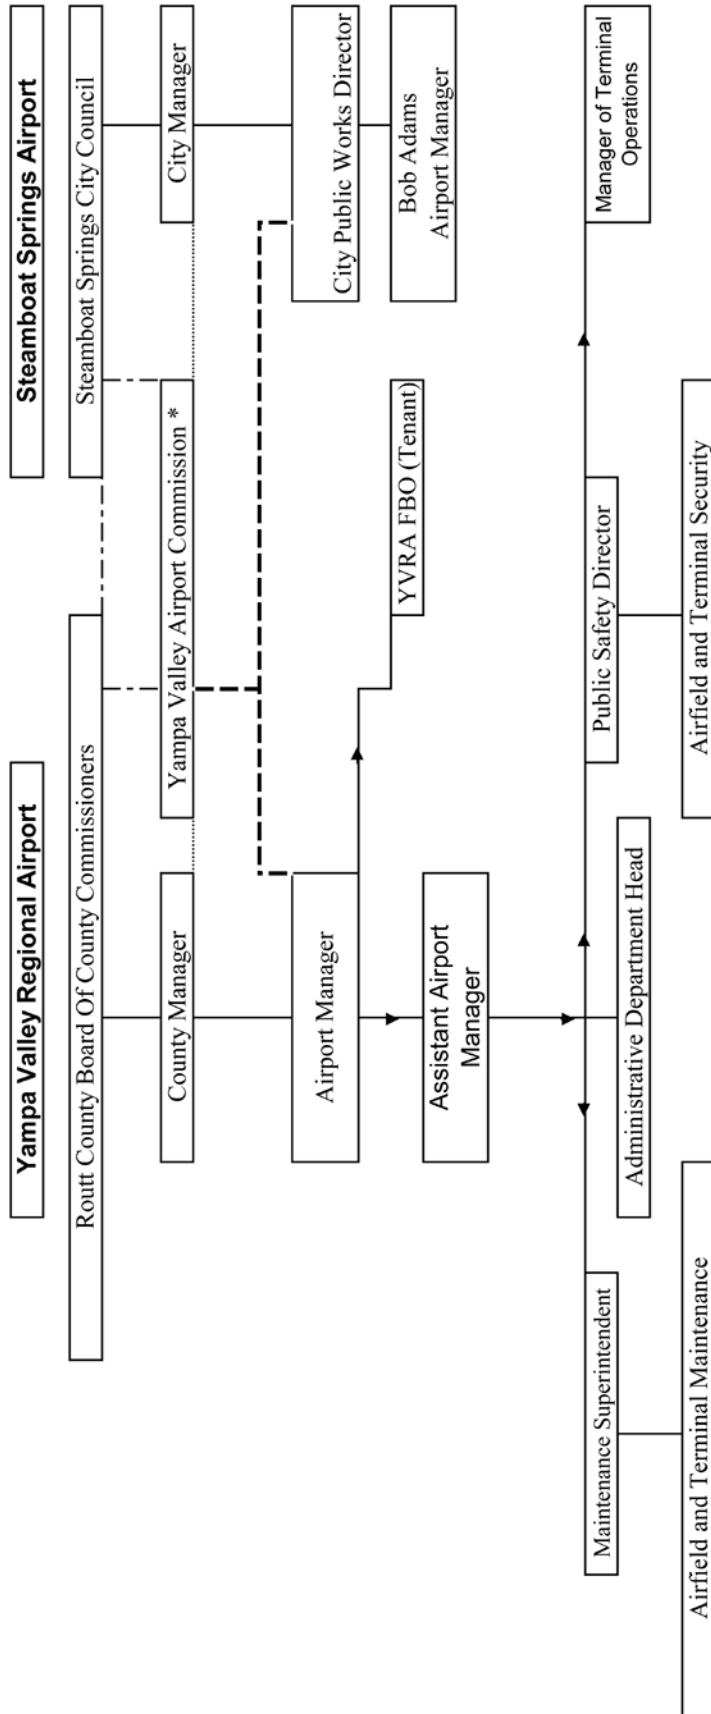 Yampa Valley Regional Airport
Steamboat Springs Airport
Routt County Board Of County Commissioners
Steamboat Springs City Council
County Manager
Yampa Valley Airport Commission *
City Manager
Airport Manager
City Public Works Director
YVRA FBO (Tenant)
Bob Adams
Airport Manager
Assistant Airport
Manager
Maintenance Superintendent
Public Safety Director
Manager of Terminal
Operations
Administrative Department Head
Airfield and Terminal Maintenance
Airfield and Terminal Security